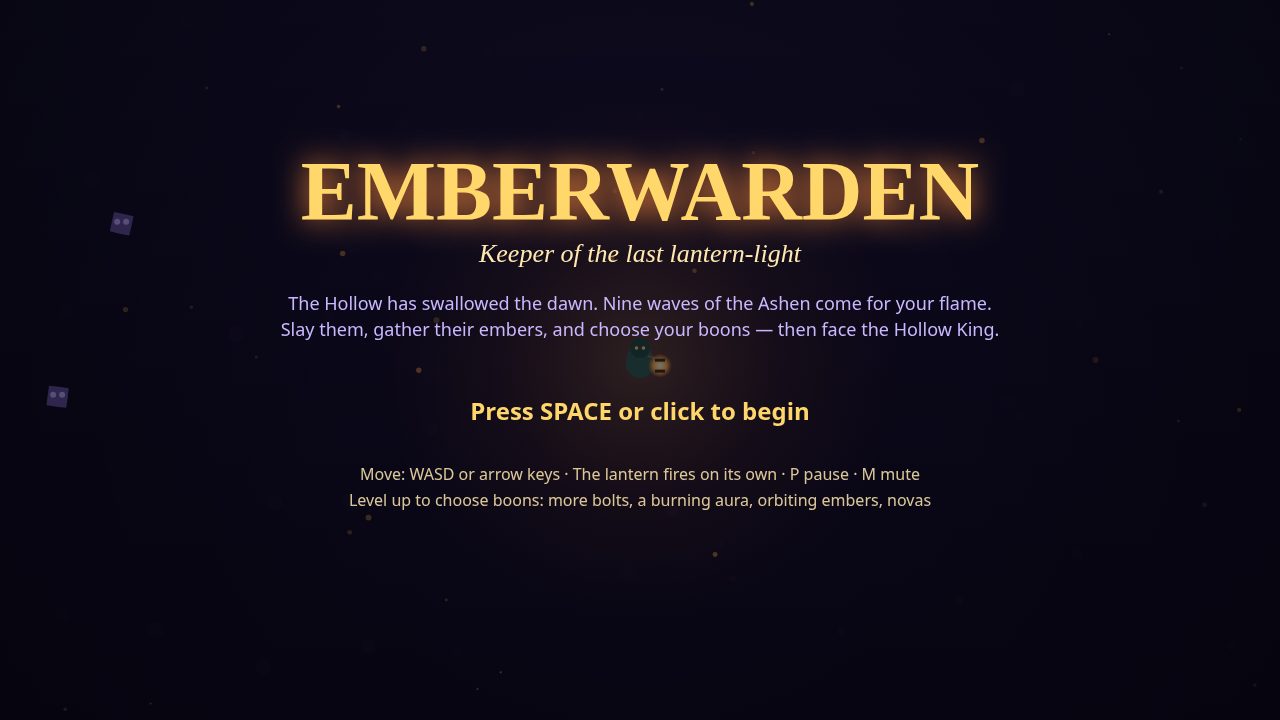 EMBERWARDEN
Keeper of the last lantern-light
The Hollow has swallowed the dawn. Nine waves of the Ashen come for your flame.
Slay them, gather their embers, and choose your boons — then face the Hollow King.
Press SPACE or click to begin
Move: WASD or arrow keys · The lantern fires on its own · P pause · M mute
Level up to choose boons: more bolts, a burning aura, orbiting embers, novas